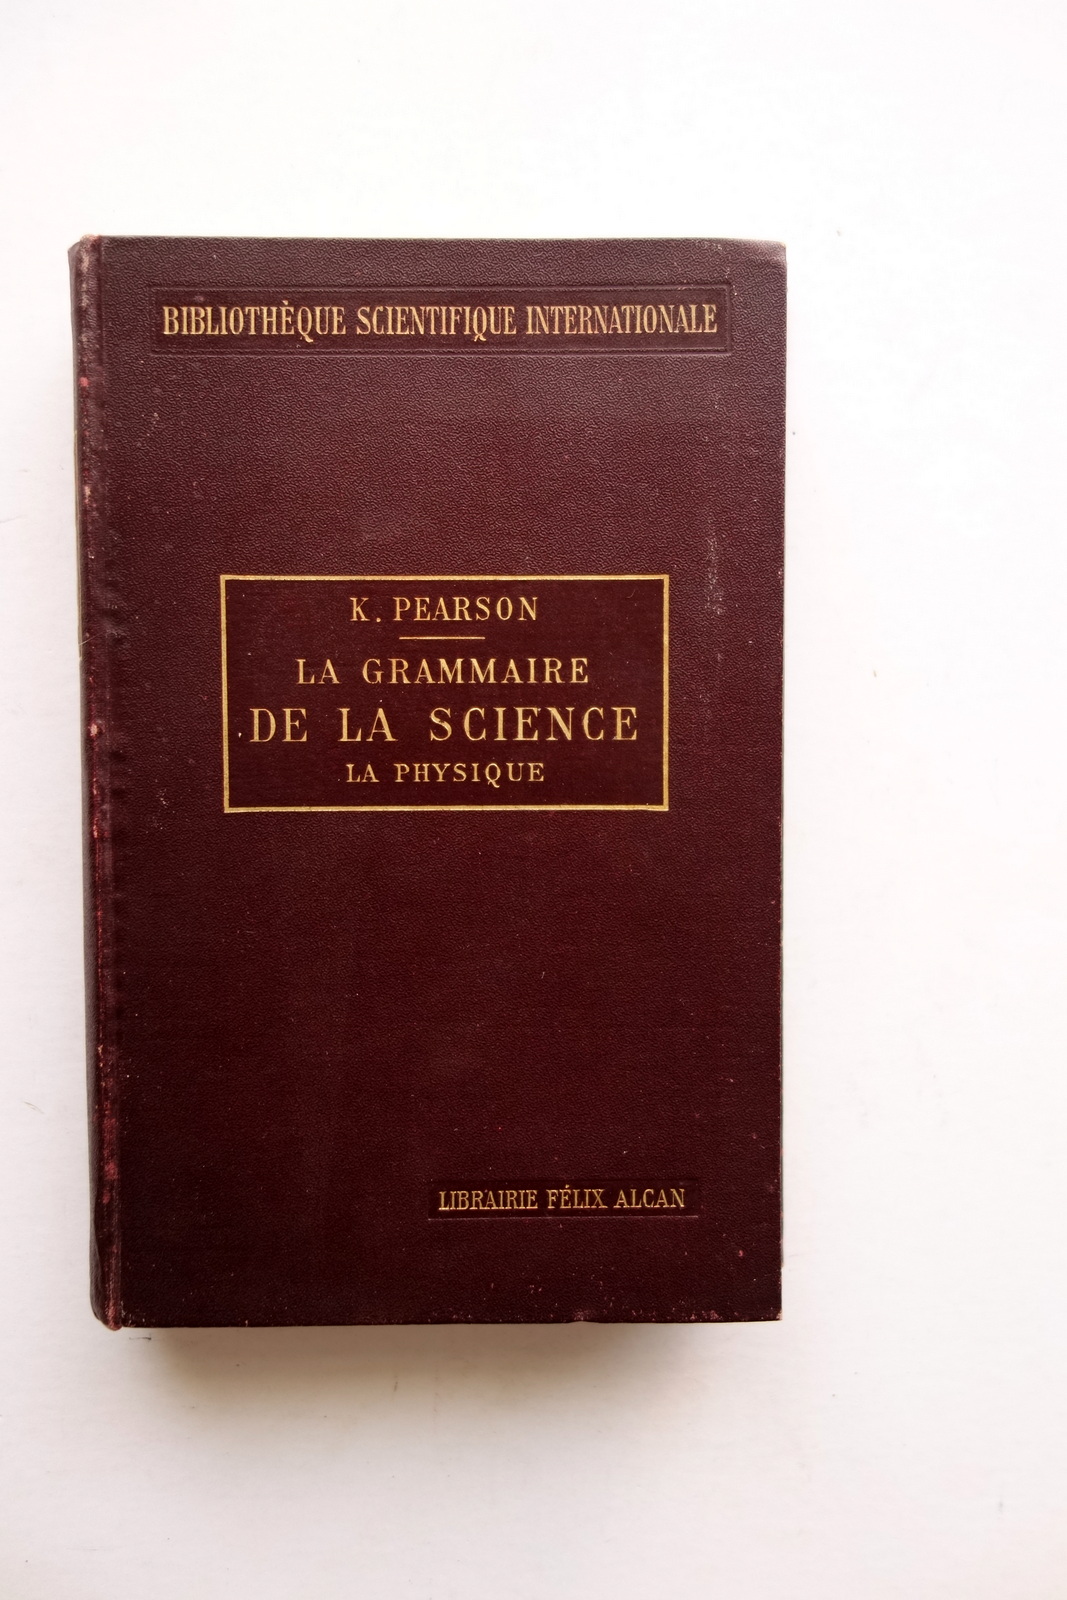 BIBLIOTHÈQUE SCIENTIFIQUE INTERNATIONALE
K. PEARSON
LA GRAMMAIRE
DE LA SCIENCE
LA PHYSIQUE
LIBRAIRIE FÉLIX ALCAN